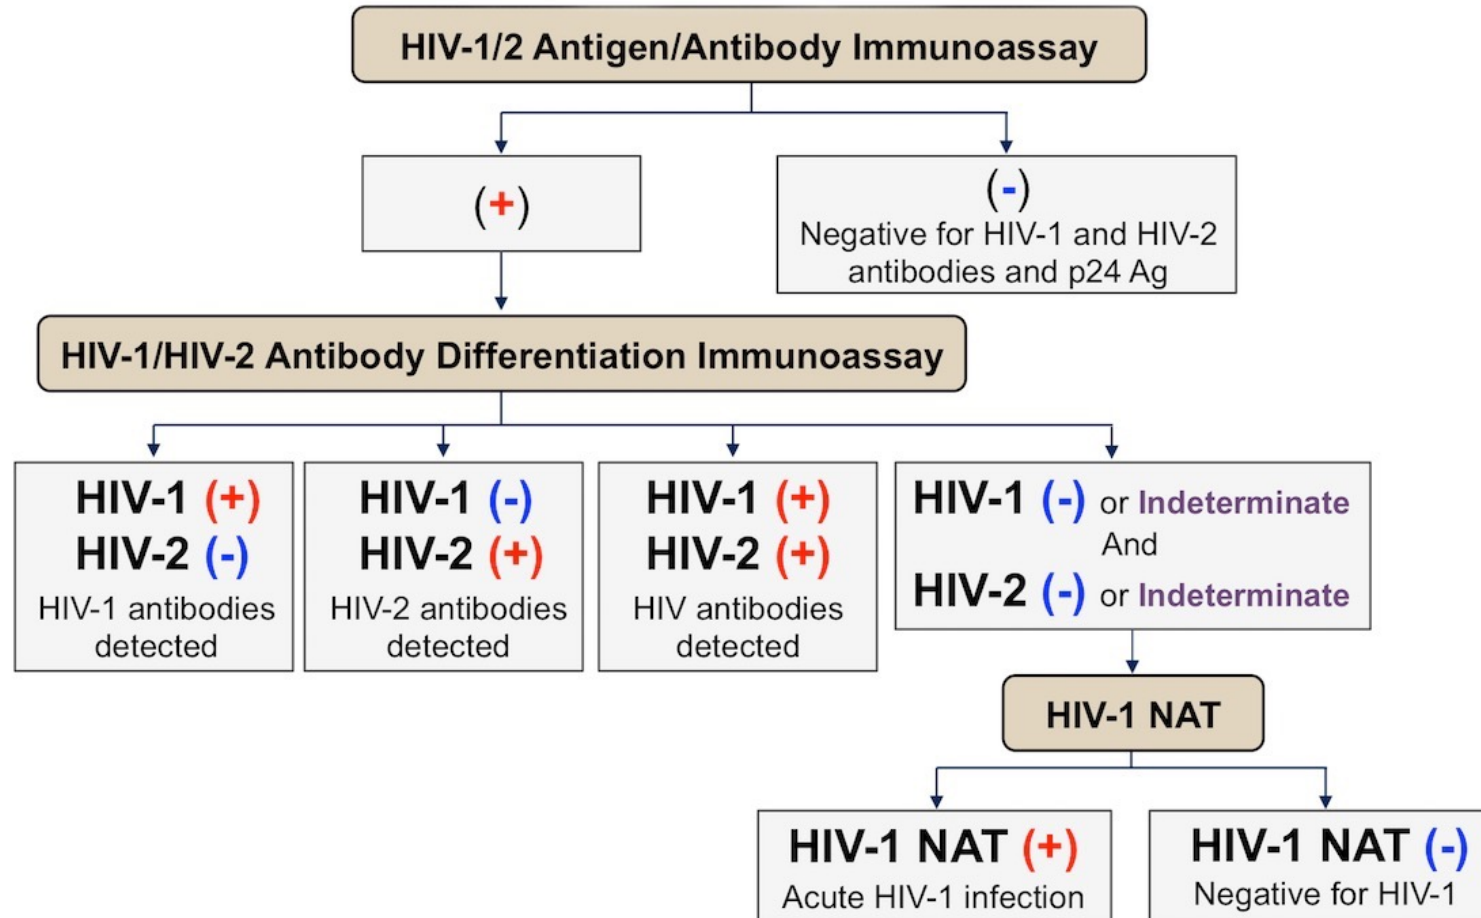 HIV-1/2 Antigen/Antibody Immunoassay
(+)
(-)
Negative for HIV-1 and HIV-2
antibodies and p24 Ag
HIV-1/HIV-2 Antibody Differentiation Immunoassay
HIV-1 (+)
HIV-2 (-)
HIV-1 antibodies
detected
HIV-1 (-)
HIV-2 (+)
HIV-2 antibodies
detected
HIV-1 (+)
HIV-2 (+)
HIV antibodies
detected
HIV-1 (-) or Indeterminate
And
HIV-2 (-) or Indeterminate
HIV-1 NAT
HIV-1 NAT (+)
Acute HIV-1 infection
HIV-1 NAT (-)
Negative for HIV-1